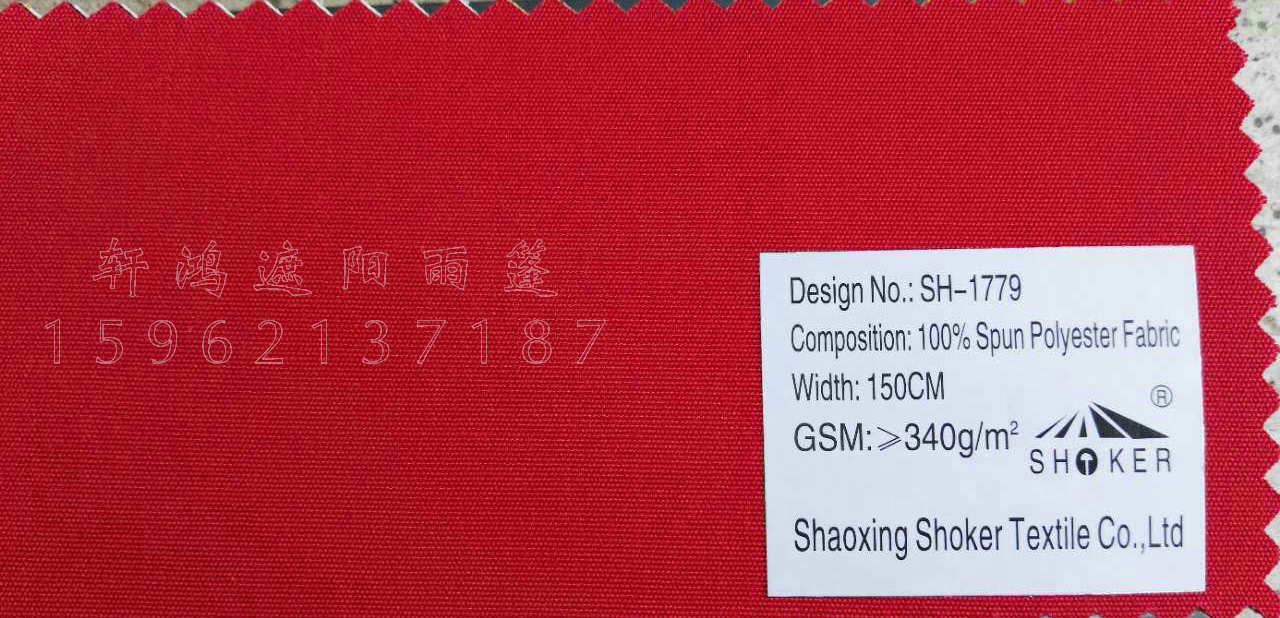 轩鸿遮阳雨篷
15962137187
Design No.: SH-1779
Composition: 100% Spun Polyester Fabric
Width: 150CM
GSM: ≥340g/m²
®
SHOKER
Shaoxing Shoker Textile Co.,Ltd